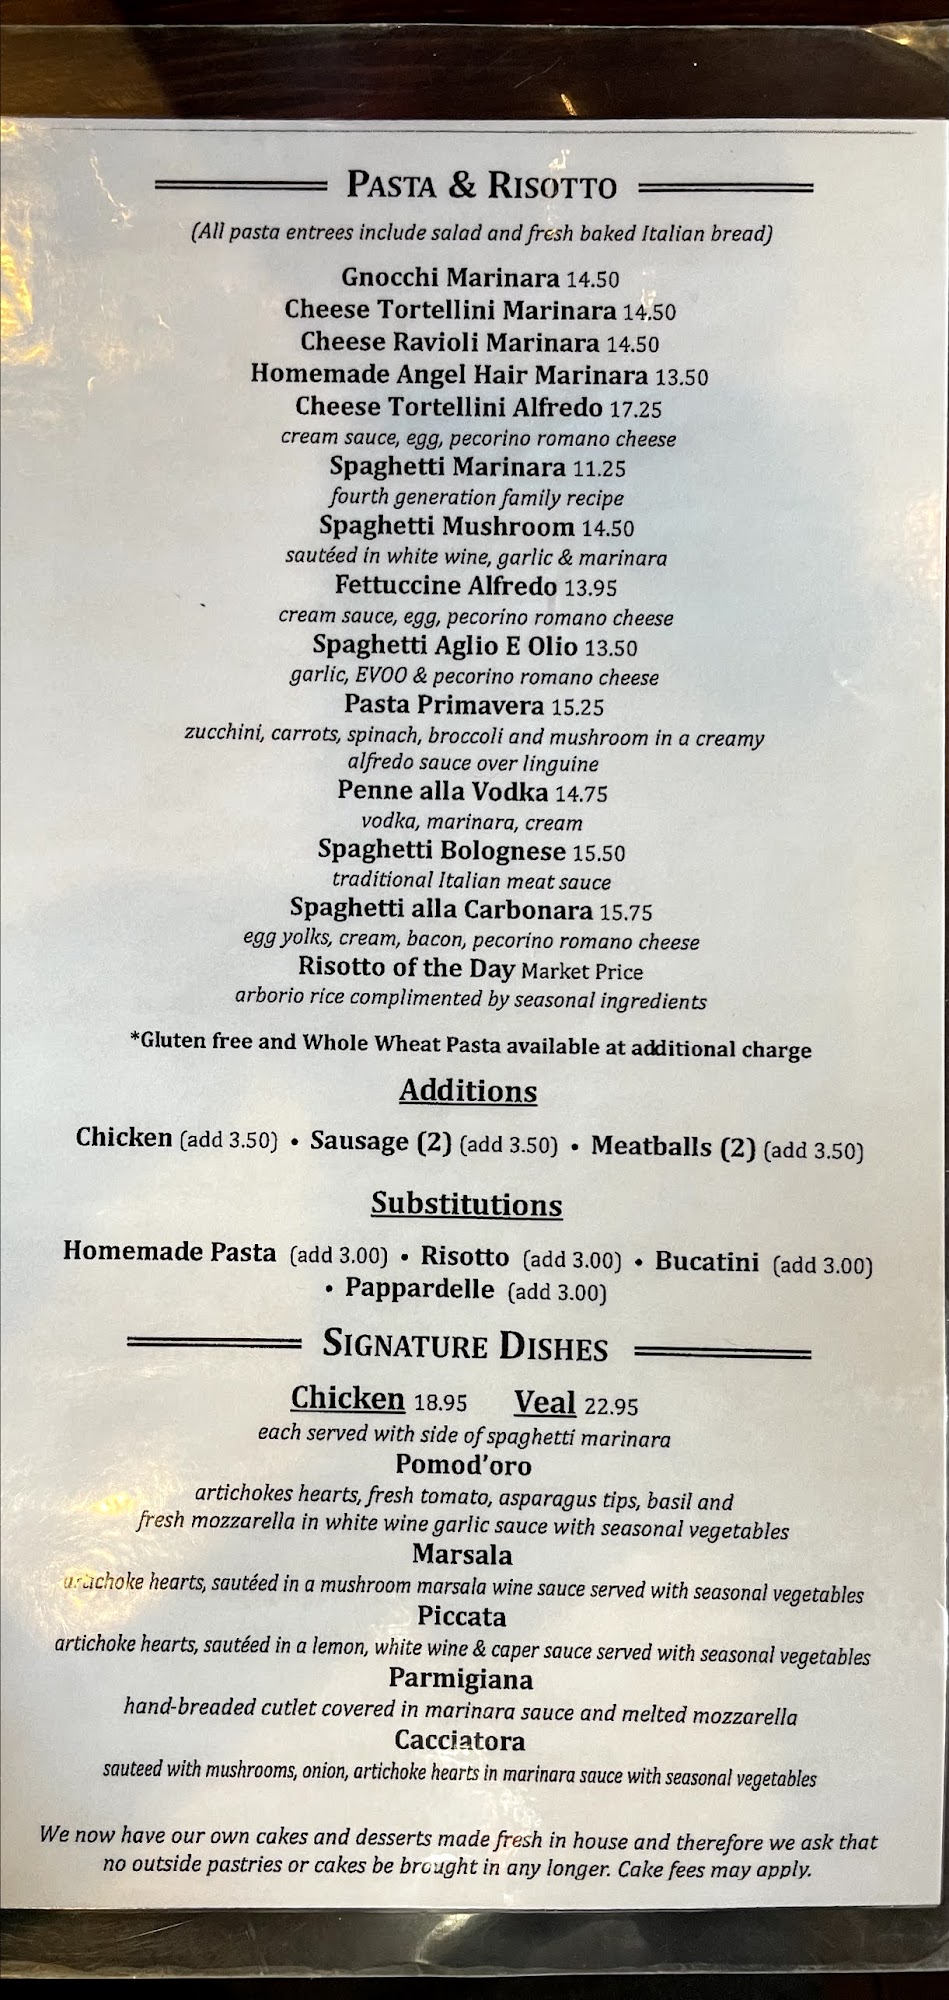 PASTA & RISOTTO
(All pasta entrees include salad and fresh baked Italian bread)
Gnocchi Marinara 14.50
Cheese Tortellini Marinara 14.50
Cheese Ravioli Marinara 14.50
Homemade Angel Hair Marinara 13.50
Cheese Tortellini Alfredo 17.25
cream sauce, egg, pecorino romano cheese
Spaghetti Marinara 11.25
fourth generation family recipe
Spaghetti Mushroom 14.50
sautéed in white wine, garlic & marinara
Fettuccine Alfredo 13.95
cream sauce, egg, pecorino romano cheese
Spaghetti Aglio E Olio 13.50
garlic, EVOO & pecorino romano cheese
Pasta Primavera 15.25
zucchini, carrots, spinach, broccoli and mushroom in a creamy
alfredo sauce over linguine
Penne alla Vodka 14.75
vodka, marinara, cream
Spaghetti Bolognese 15.50
traditional Italian meat sauce
Spaghetti alla Carbonara 15.75
egg yolks, cream, bacon, pecorino romano cheese
Risotto of the Day Market Price
arborio rice complimented by seasonal ingredients
*Gluten free and Whole Wheat Pasta available at additional charge
Additions
Chicken (add 3.50) • Sausage (2) (add 3.50) • Meatballs (2) (add 3.50)
Substitutions
Homemade Pasta (add 3.00) • Risotto (add 3.00) • Bucatini (add 3.00)
• Pappardelle (add 3.00)
SIGNATURE DISHES
Chicken 18.95 Veal 22.95
each served with side of spaghetti marinara
Pomod'oro
artichokes hearts, fresh tomato, asparagus tips, basil and
fresh mozzarella in white wine garlic sauce with seasonal vegetables
Marsala
artichoke hearts, sautéed in a mushroom marsala wine sauce served with seasonal vegetables
Piccata
artichoke hearts, sautéed in a lemon, white wine & caper sauce served with seasonal vegetables
Parmigiana
hand-breaded cutlet covered in marinara sauce and melted mozzarella
Cacciatora
sauteed with mushrooms, onion, artichoke hearts in marinara sauce with seasonal vegetables
We now have our own cakes and desserts made fresh in house and therefore we ask that
no outside pastries or cakes be brought in any longer. Cake fees may apply.